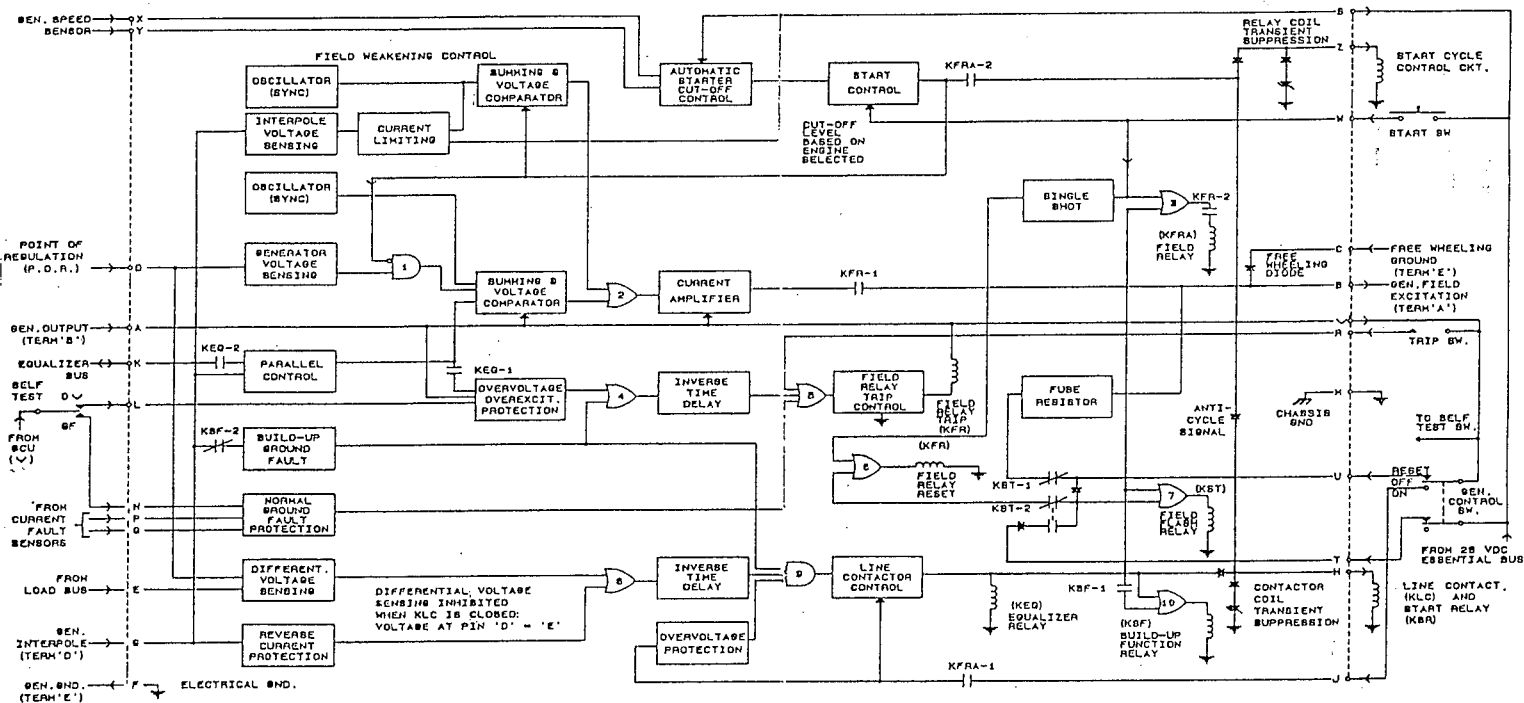 GEN. SPEED
SENSOR
X
Y
FIELD WEAKENING CONTROL
OSCILLATOR
(SYNC)
SUMMING &
VOLTAGE
COMPARATOR
INTERPOLE
VOLTAGE
SENSING
CURRENT
LIMITING
AUTOMATIC
STARTER
CUT-OFF
CONTROL
START
CONTROL
KFRA-2
CUT-OFF
LEVEL
BASED ON
ENGINE
SELECTED
RELAY COIL
TRANSIENT
SUPPRESSION
S
Z
START CYCLE
CONTROL CKT.
W
START SW
OSCILLATOR
(SYNC)
SINGLE
SHOT
3
KFR-2
(KFRA)
FIELD
RELAY
POINT OF
REGULATION
(P.O.R.)
D
GENERATOR
VOLTAGE
SENSING
1
SUMMING &
VOLTAGE
COMPARATOR
2
CURRENT
AMPLIFIER
KFR-1
FREE
WHEELING
DIODE
C
FREE WHEELING
GROUND
(TERM'E')
B
GEN.FIELD
EXCITATION
(TERM'A')
GEN.OUTPUT
(TERM'B')
A
V
R
TRIP SW.
EQUALIZER
BUS
K
KEQ-2
PARALLEL
CONTROL
KEQ-1
SELF
TEST
OV
L
GF
FROM
GCU
(V)
OVERVOLTAGE
OVEREXCIT.
PROTECTION
4
INVERSE
TIME
DELAY
5
FIELD
RELAY
TRIP
CONTROL
FIELD
RELAY
TRIP
(KFR)
FUSE
RESISTOR
ANTI-
CYCLE
SIGNAL
CHASSIS
GND
M
TO SELF
TEST SW.
KBF-2
BUILD-UP
GROUND
FAULT
(KFR)
6
FIELD
RELAY
RESET
KST-1
KST-2
7
(KST)
FIELD
FLASH
RELAY
U
RESET
OFF
ON
GEN.
CONTROL
SW.
FROM
CURRENT
FAULT
SENSORS
N
P
Q
NORMAL
GROUND
FAULT
PROTECTION
FROM 28 VDC
ESSENTIAL BUS
T
FROM
LOAD BUS
E
DIFFERENT.
VOLTAGE
SENSING
DIFFERENTIAL VOLTAGE
SENSING INHIBITED
WHEN KLC IS CLOSED:
VOLTAGE AT PIN 'D' = 'E'
8
INVERSE
TIME
DELAY
9
LINE
CONTACTOR
CONTROL
(KEQ)
EQUALIZER
RELAY
KBF-1
10
(KBF)
BUILD-UP
FUNCTION
RELAY
CONTACTOR
COIL
TRANSIENT
SUPPRESSION
H
LINE CONTACT.
(KLC) AND
START RELAY
(KSR)
GEN.
INTERPOLE
(TERM'D')
G
REVERSE
CURRENT
PROTECTION
OVERVOLTAGE
PROTECTION
KFRA-1
J
GEN.GND.
(TERM'E')
F
ELECTRICAL GND.